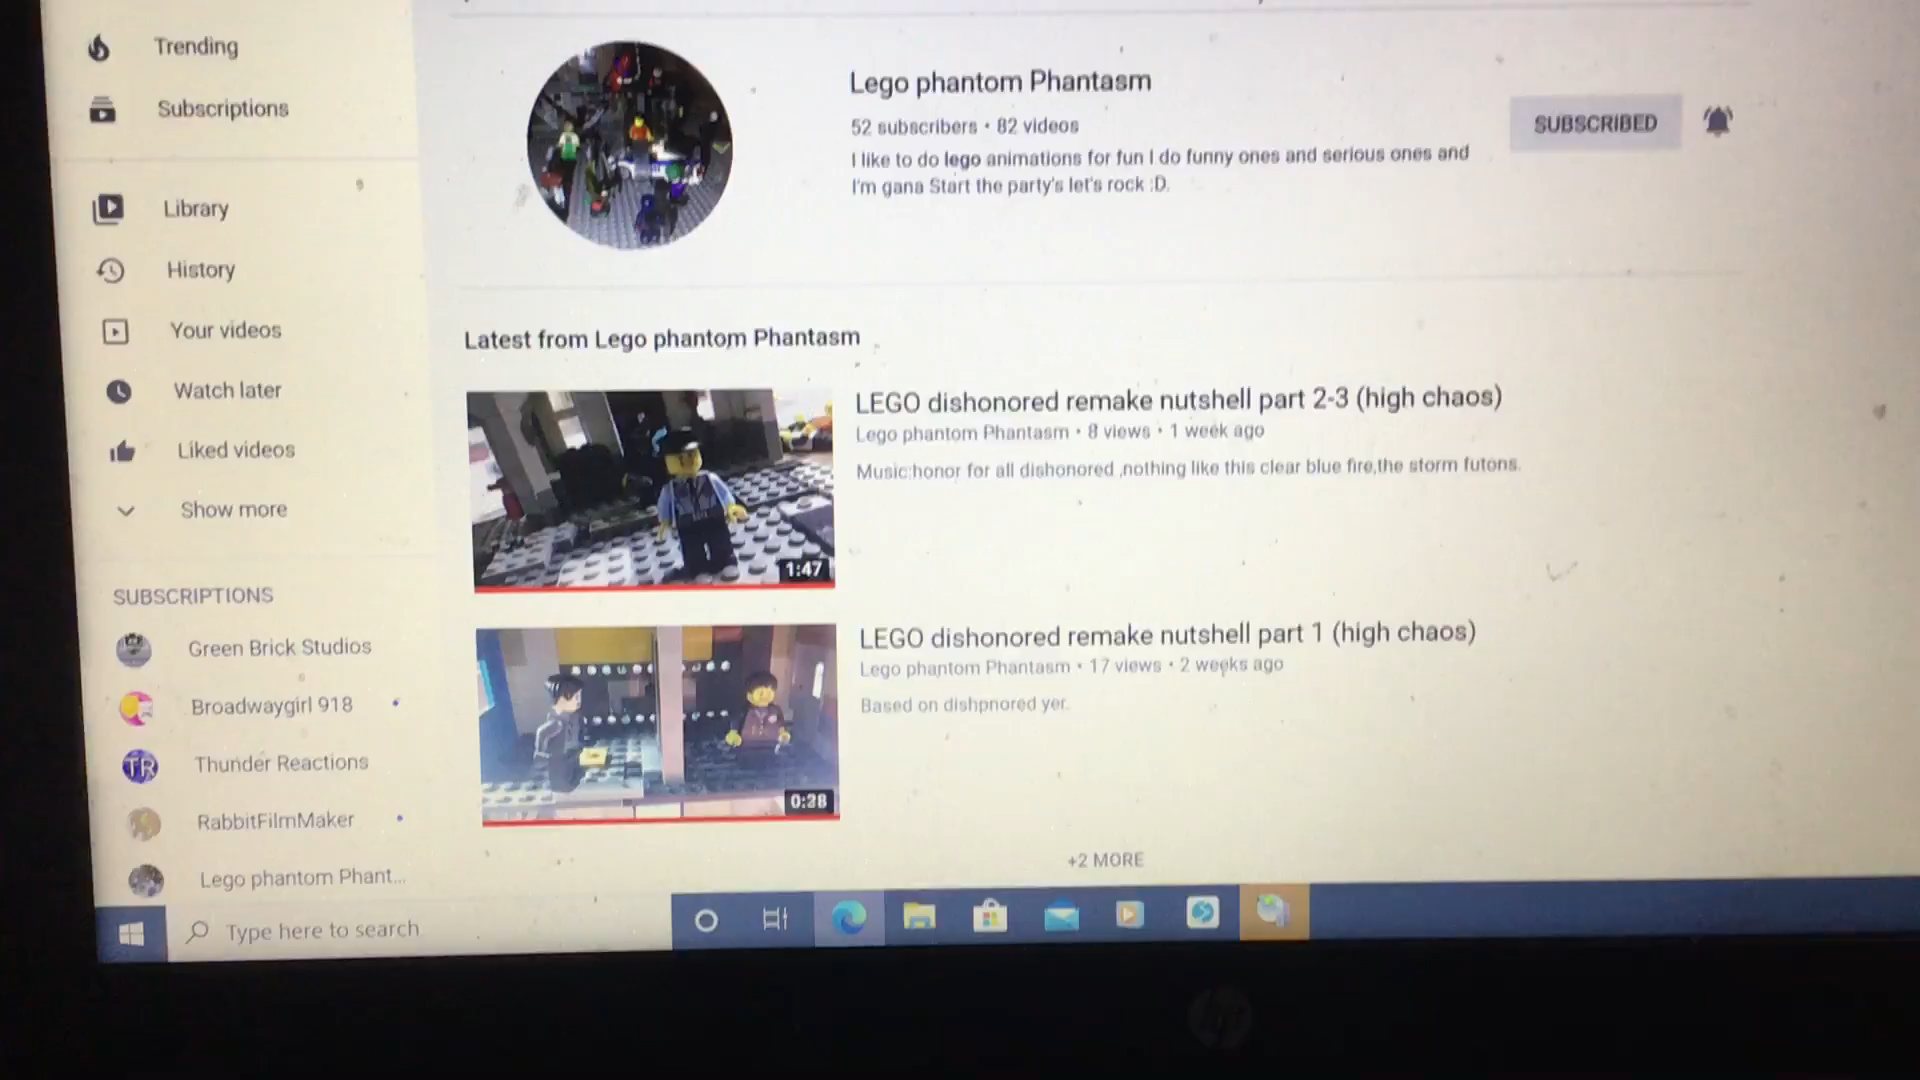 Trending
Subscriptions
Library
History
Your videos
Watch later
Liked videos
Show more
SUBSCRIPTIONS
Green Brick Studios
Broadwaygirl 918
Thunder Reactions
TR
RabbitFilmMaker
Lego phantom Phant...
Lego phantom Phantasm
52 subscribers • 82 videos
I like to do lego animations for fun I do funny ones and serious ones and
I'm gana Start the party's let's rock :D.
SUBSCRIBED
Latest from Lego phantom Phantasm
LEGO dishonored remake nutshell part 2-3 (high chaos)
Lego phantom Phantasm • 8 views • 1 week ago
Music:honor for all dishonored ,nothing like this clear blue fire,the storm futons.
1:47
LEGO dishonored remake nutshell part 1 (high chaos)
Lego phantom Phantasm • 17 views • 2 weeks ago
Based on dishpnored yer.
0:28
+2 MORE
Type here to search
hp